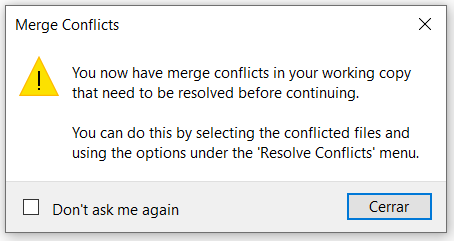 Merge Conflicts
You now have merge conflicts in your working copy
that need to be resolved before continuing.
You can do this by selecting the conflicted files and
using the options under the 'Resolve Conflicts' menu.
Don't ask me again
Cerrar